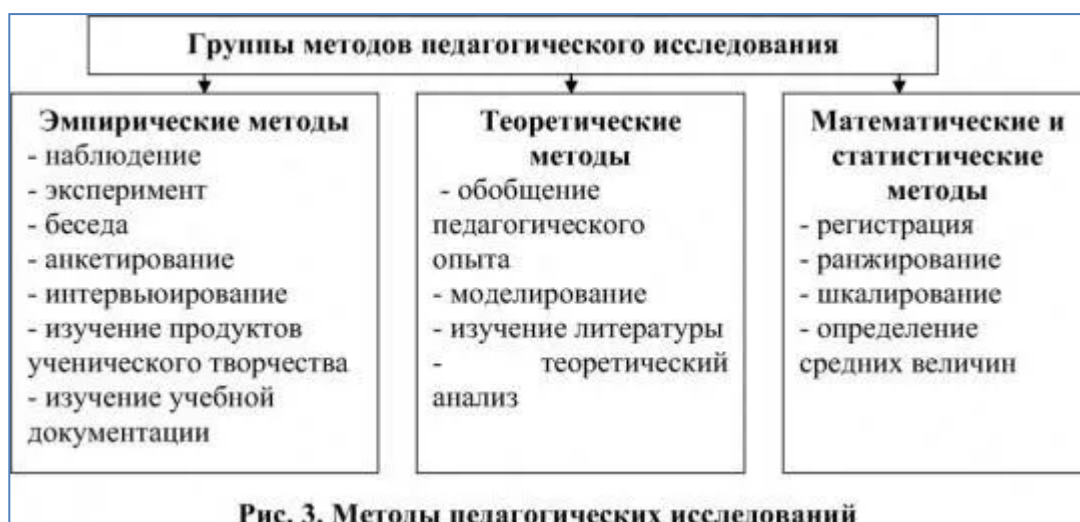 Группы методов педагогического исследования
Эмпирические методы
- наблюдение
- эксперимент
- беседа
- анкетирование
- интервьюирование
- изучение продуктов
ученического творчества
- изучение учебной
документации
Теоретические
методы
- обобщение
педагогического
опыта
- моделирование
- изучение литературы
- теоретический
анализ
Математические и
статистические
методы
- регистрация
- ранжирование
- шкалирование
- определение
средних величин
Рис. 3. Методы педагогических исследований